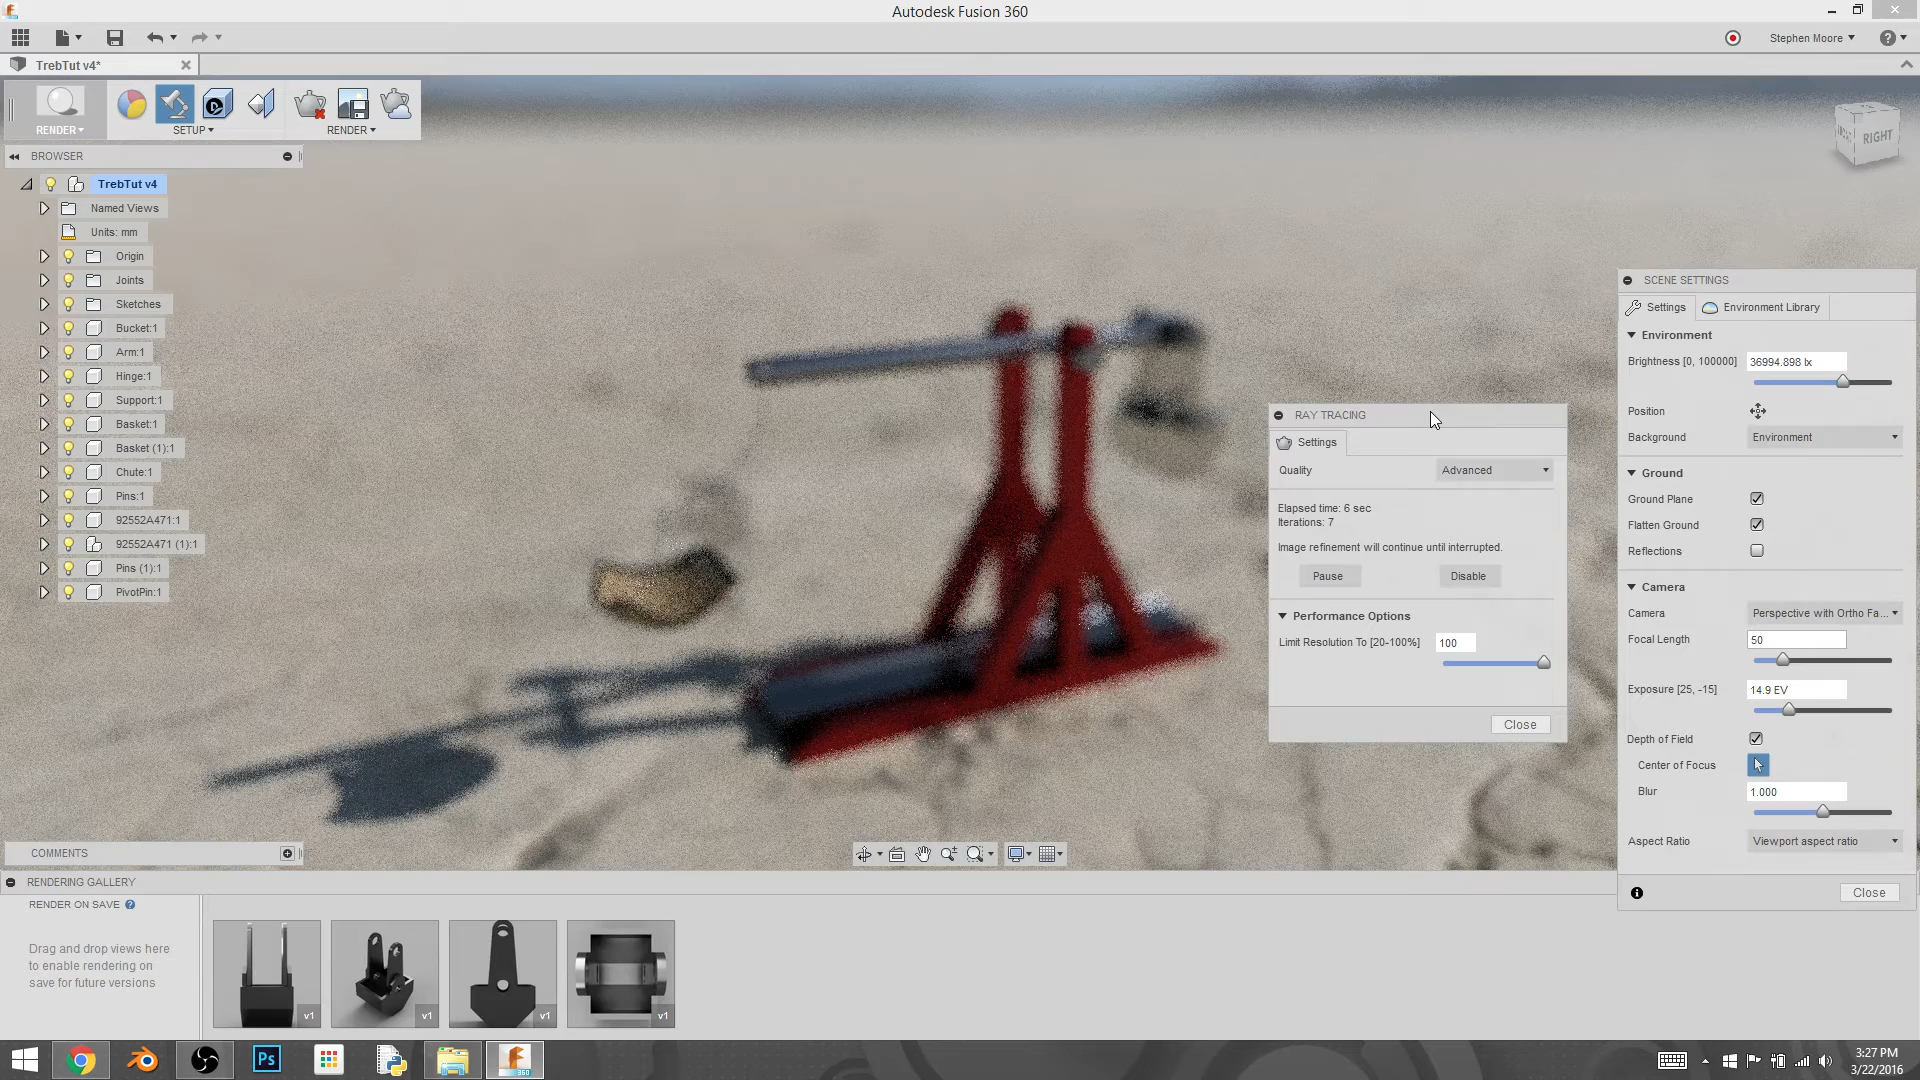 Autodesk Fusion 360
Stephen Moore
TrebTut v4*
RENDER
SETUP
RENDER
RIGHT
BROWSER
TrebTut v4
Named Views
Units: mm
Origin
Joints
Sketches
Bucket:1
Arm:1
Hinge:1
Support:1
Basket:1
Basket (1):1
Chute:1
Pins:1
92552A471:1
92552A471 (1):1
Pins (1):1
PivotPin:1
RAY TRACING
Settings
Quality
Advanced
Elapsed time: 6 sec
Iterations: 7
Image refinement will continue until interrupted.
Pause
Disable
Performance Options
Limit Resolution To [20-100%]
100
Close
SCENE SETTINGS
Settings
Environment Library
Environment
Brightness [0, 100000]
36994.898 lx
Position
Background
Environment
Ground
Ground Plane
Flatten Ground
Reflections
Camera
Camera
Perspective with Ortho Fa...
Focal Length
50
Exposure [25, -15]
14.9 EV
Depth of Field
Center of Focus
Blur
1.000
Aspect Ratio
Viewport aspect ratio
Close
COMMENTS
RENDERING GALLERY
RENDER ON SAVE
Drag and drop views here
to enable rendering on
save for future versions
v1
v1
v1
v1
Ps
360
3:27 PM
3/22/2016